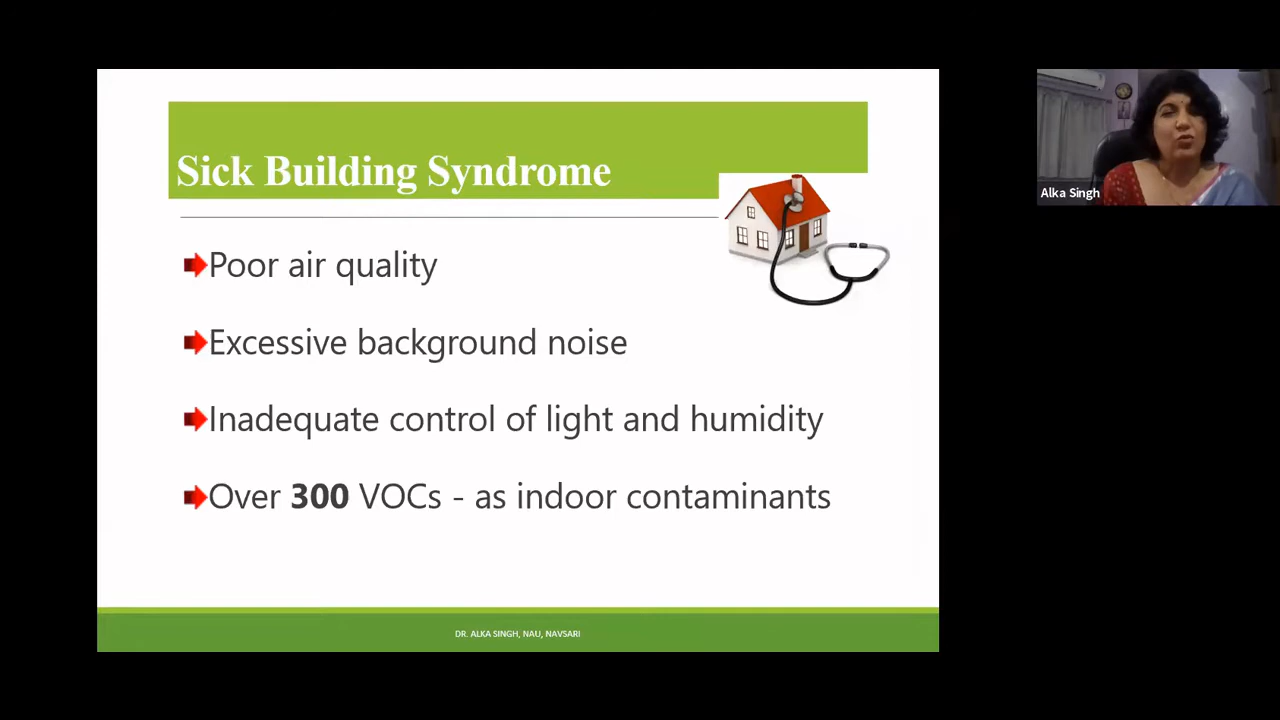 Sick Building Syndrome
Poor air quality
Excessive background noise
Inadequate control of light and humidity
Over 300 VOCs - as indoor contaminants
DR. ALKA SINGH, NAU, NAVSARI
Alka Singh